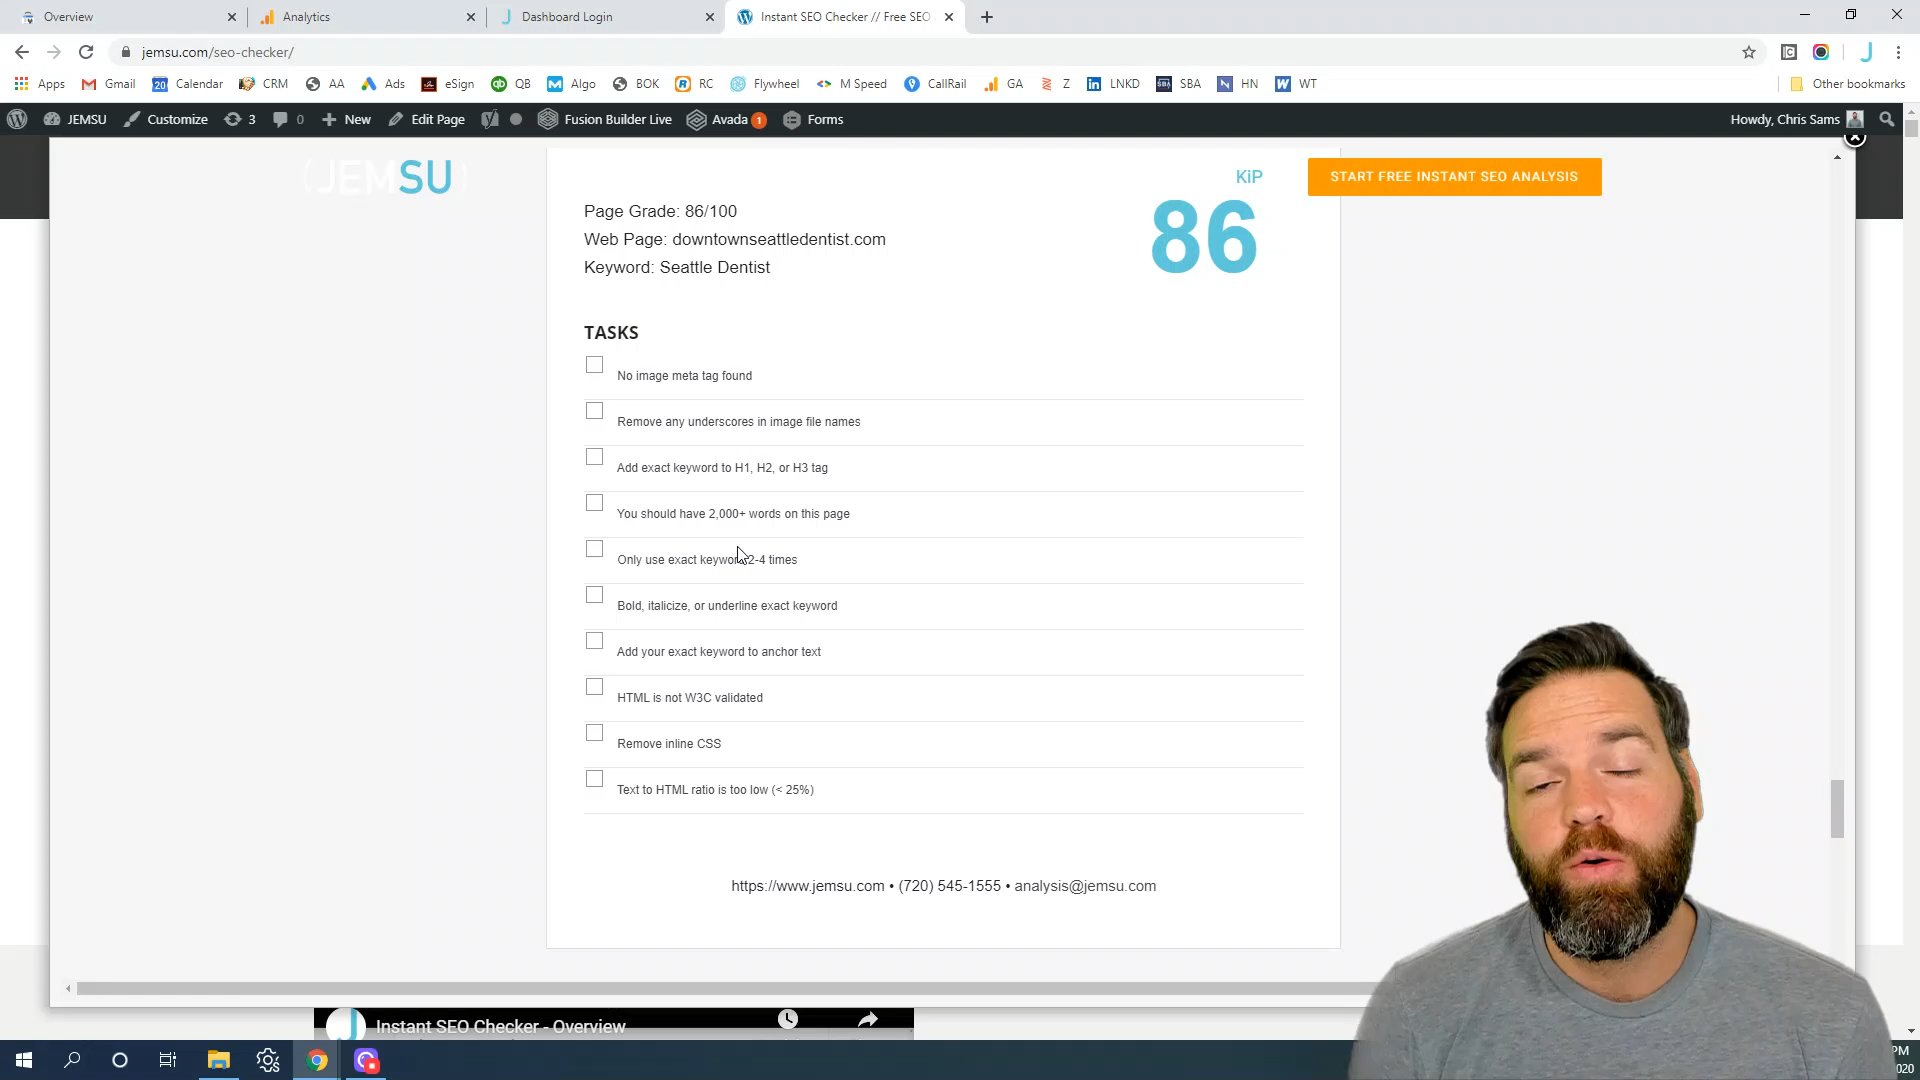 Overview
Analytics
Dashboard Login
Instant SEO Checker // Free SEO
jemsu.com/seo-checker/
Apps Gmail Calendar CRM AA Ads eSign QB Algo BOK RC Flywheel M Speed CallRail GA Z LNKD SBA HN WT Other bookmarks
JEMSU Customize 3 0 New Edit Page Fusion Builder Live Avada 1 Forms Howdy, Chris Sams
JEMSU
KiP
START FREE INSTANT SEO ANALYSIS
Page Grade: 86/100
86
Web Page: downtownseattledentist.com
Keyword: Seattle Dentist
TASKS
No image meta tag found
Remove any underscores in image file names
Add exact keyword to H1, H2, or H3 tag
You should have 2,000+ words on this page
Only use exact keyword 2-4 times
Bold, italicize, or underline exact keyword
Add your exact keyword to anchor text
HTML is not W3C validated
Remove inline CSS
Text to HTML ratio is too low (< 25%)
https://www.jemsu.com • (720) 545-1555 • analysis@jemsu.com
Instant SEO Checker - Overview
PM